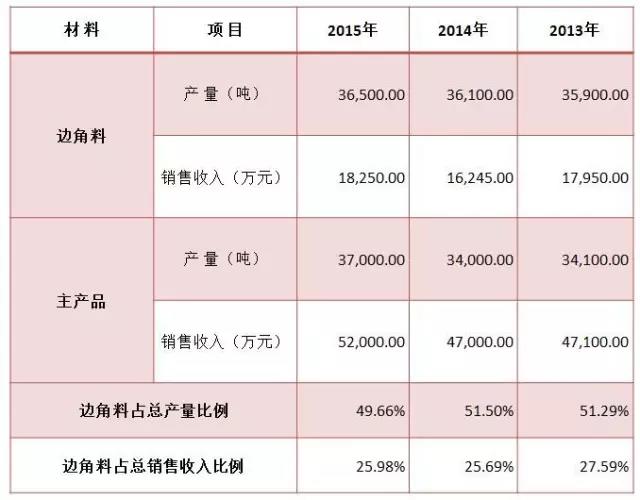 材料 项目 2015年 2014年 2013年
边角料 产量（吨） 36,500.00 36,100.00 35,900.00
销售收入（万元） 18,250.00 16,245.00 17,950.00
主产品 产量（吨） 37,000.00 34,000.00 34,100.00
销售收入（万元） 52,000.00 47,000.00 47,100.00
边角料占总产量比例 49.66% 51.50% 51.29%
边角料占总销售收入比例 25.98% 25.69% 27.59%